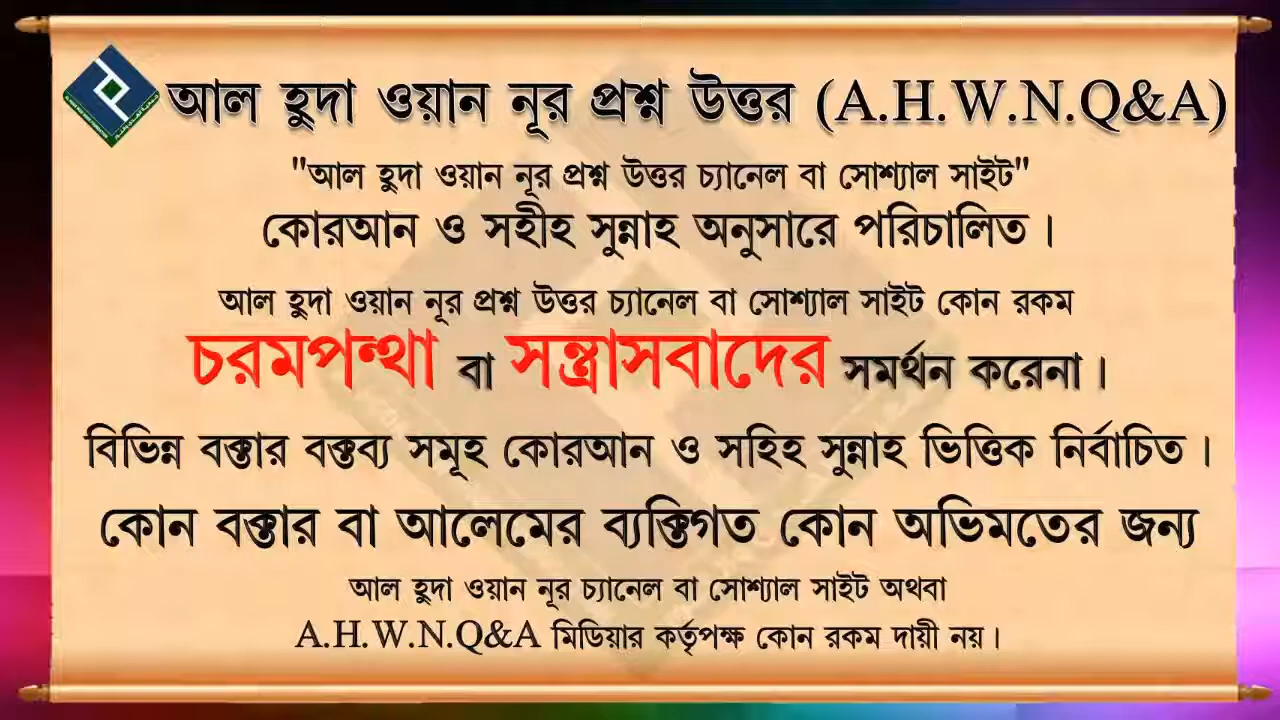 আল হুদা ওয়ান নূর প্রশ্ন উত্তর (A.H.W.N.Q&A)
"আল হুদা ওয়ান নূর প্রশ্ন উত্তর চ্যানেল বা সোশ্যাল সাইট"
কোরআন ও সহীহ সুন্নাহ অনুসারে পরিচালিত।
আল হুদা ওয়ান নূর প্রশ্ন উত্তর চ্যানেল বা সোশ্যাল সাইট কোন রকম
চরমপন্থা বা সন্ত্রাসবাদের সমর্থন করেনা।
বিভিন্ন বক্তার বক্তব্য সমূহ কোরআন ও সহিহ সুন্নাহ ভিত্তিক নির্বাচিত।
কোন বক্তার বা আলেমের ব্যক্তিগত কোন অভিমতের জন্য
আল হুদা ওয়ান নূর চ্যানেল বা সোশ্যাল সাইট অথবা
A.H.W.N.Q&A মিডিয়ার কর্তৃপক্ষ কোন রকম দায়ী নয়।